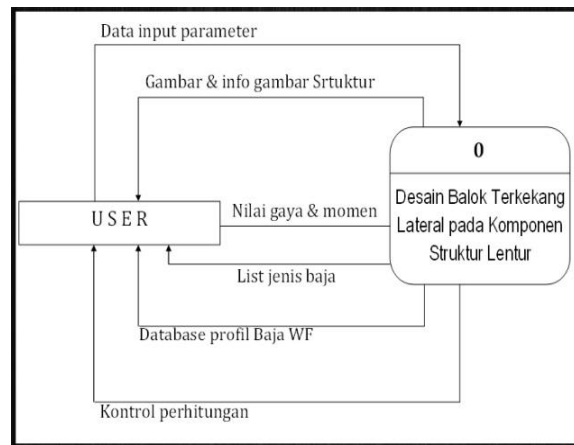 Data input parameter
Gambar & info gambar Srtuktur
0
Desain Balok Terkekang
Lateral pada Komponen
Struktur Lentur
USER
Nilai gaya & momen
List jenis baja
Database profil Baja WF
Kontrol perhitungan